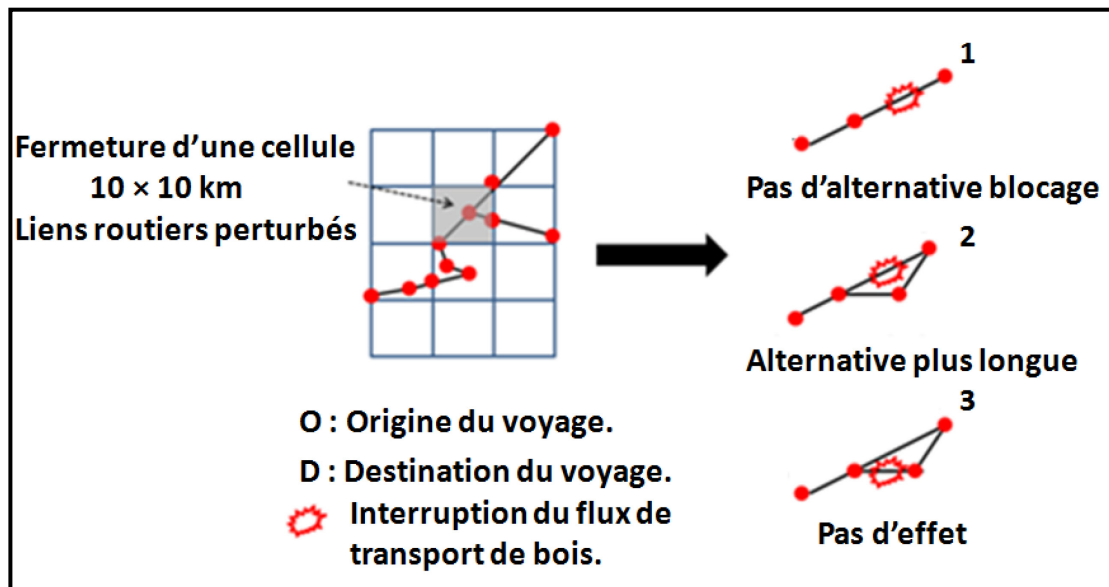 Fermeture d'une cellule
10 × 10 km
Liens routiers perturbés
O : Origine du voyage.
D : Destination du voyage.
Interruption du flux de
transport de bois.
1
Pas d'alternative blocage
2
Alternative plus longue
3
Pas d'effet